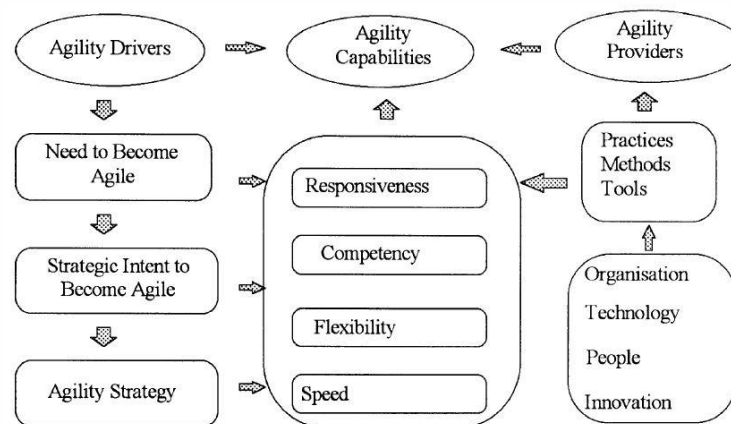 Agility Drivers
Agility
Capabilities
Agility
Providers
Need to Become
Agile
Strategic Intent to
Become Agile
Agility Strategy
Responsiveness
Competency
Flexibility
Speed
Practices
Methods
Tools
Organisation
Technology
People
Innovation